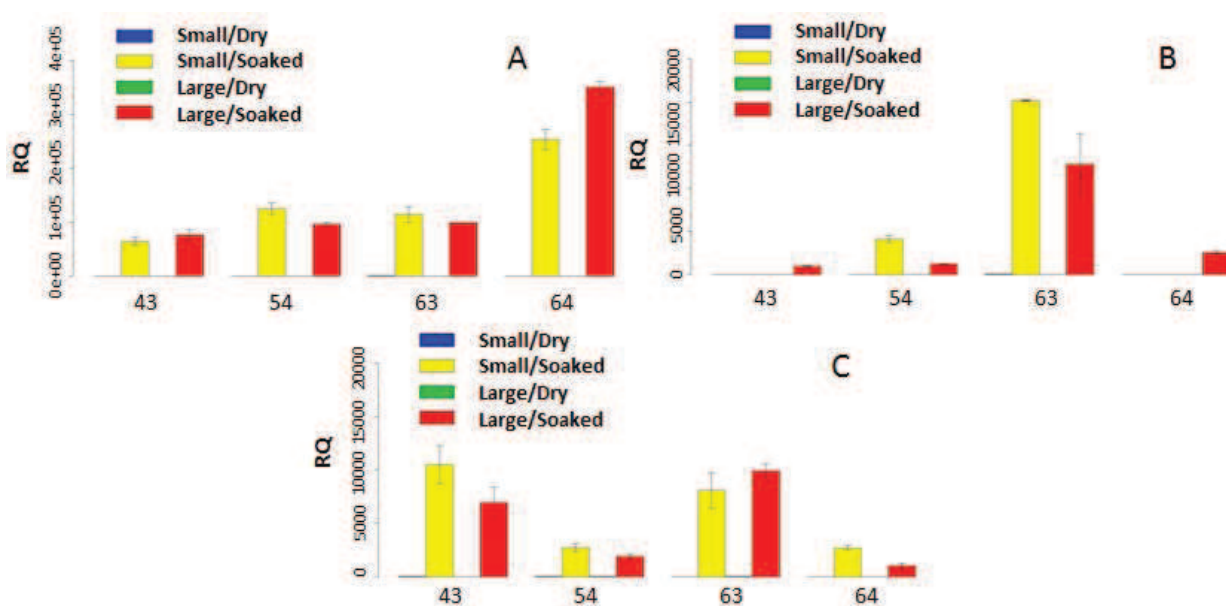 Small/Dry
Small/Soaked
Large/Dry
Large/Soaked
A
RQ
0e+00 1e+05 2e+05 3e+05 4e+05
43 54 63 64
Small/Dry
Small/Soaked
Large/Dry
Large/Soaked
B
RQ
0 5000 10000 15000 20000
43 54 63 64
Small/Dry
Small/Soaked
Large/Dry
Large/Soaked
C
RQ
0 5000 10000 15000 20000
43 54 63 64